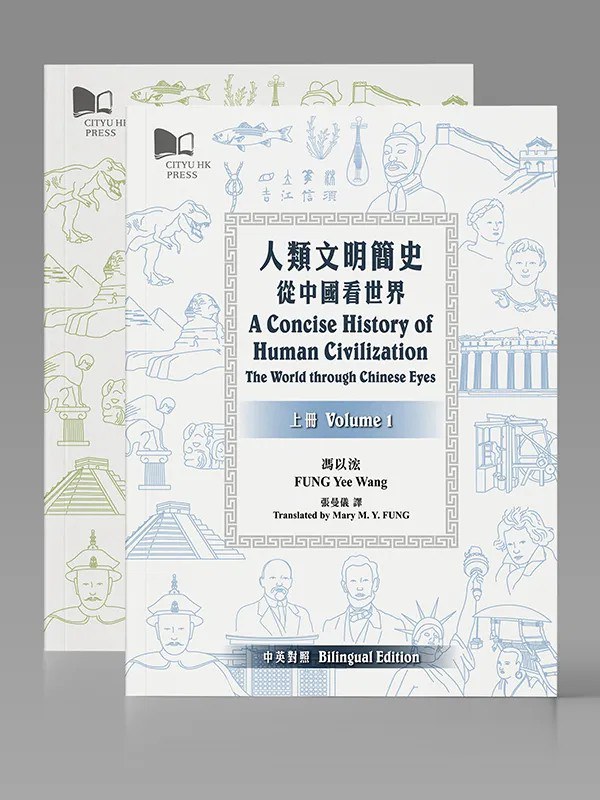 CITYU HK
PRESS
CITYU HK
PRESS
人類文明簡史
從中國看世界
A Concise History of
Human Civilization
The World through Chinese Eyes
上冊 Volume 1
馮以浤
FUNG Yee Wang
張曼儀 譯
Translated by Mary M. Y. FUNG
中英對照 Bilingual Edition